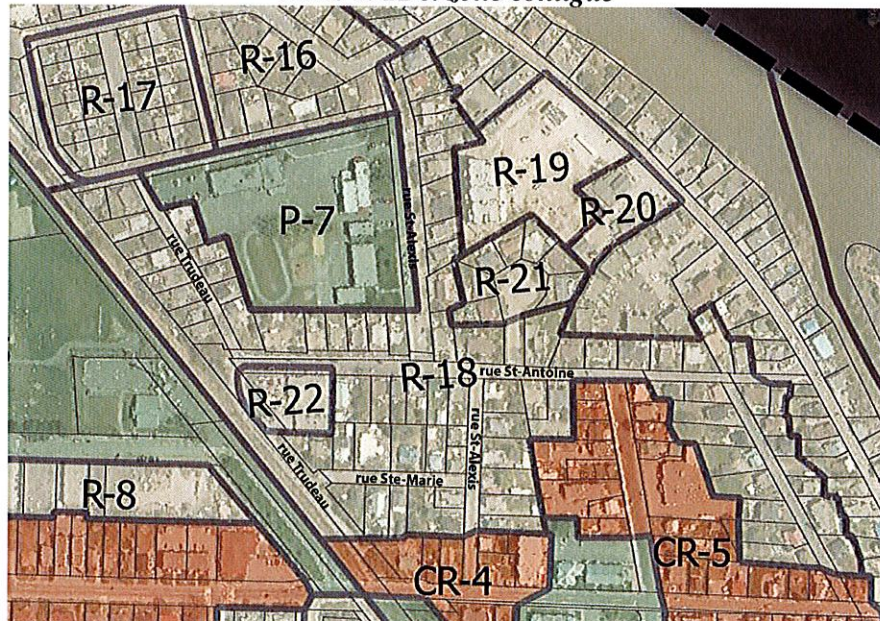 R-16
R-17
R-19
R-20
P-7
rue St-Alexis
rue Trudeau
R-21
R-18
rue St-Antoine
R-22
rue St-Alexis
rue Trudeau
rue Ste-Marie
R-8
CR-4
CR-5